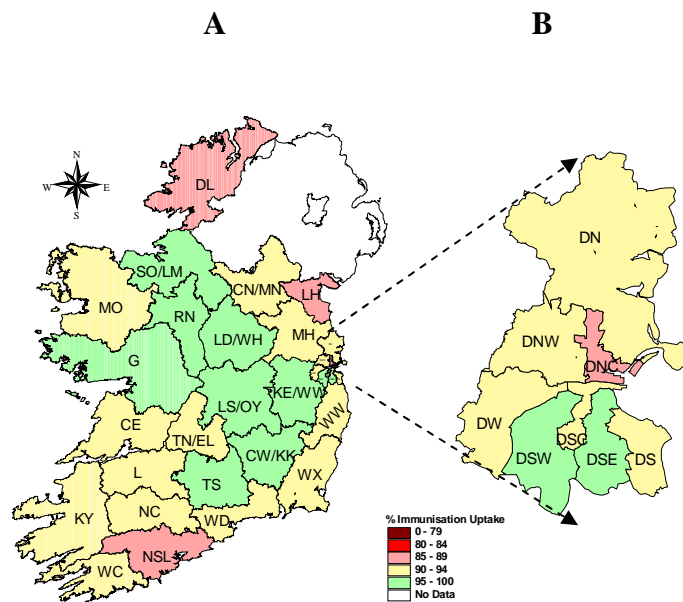 A B
N
W E
S
DL
SO/LM
CN/MN
LH
MO
RN
MH
LD/WH
G
KE/WW
LS/OY
WW
CE
TN/EL
CW/KK
L
TS
WX
KY
NC
WD
NSL
WC
DN
DNW
DNC
DW
DSC
DSW
DSE
DS
% Immunisation Uptake
0 - 79
80 - 84
85 - 89
90 - 94
95 - 100
No Data